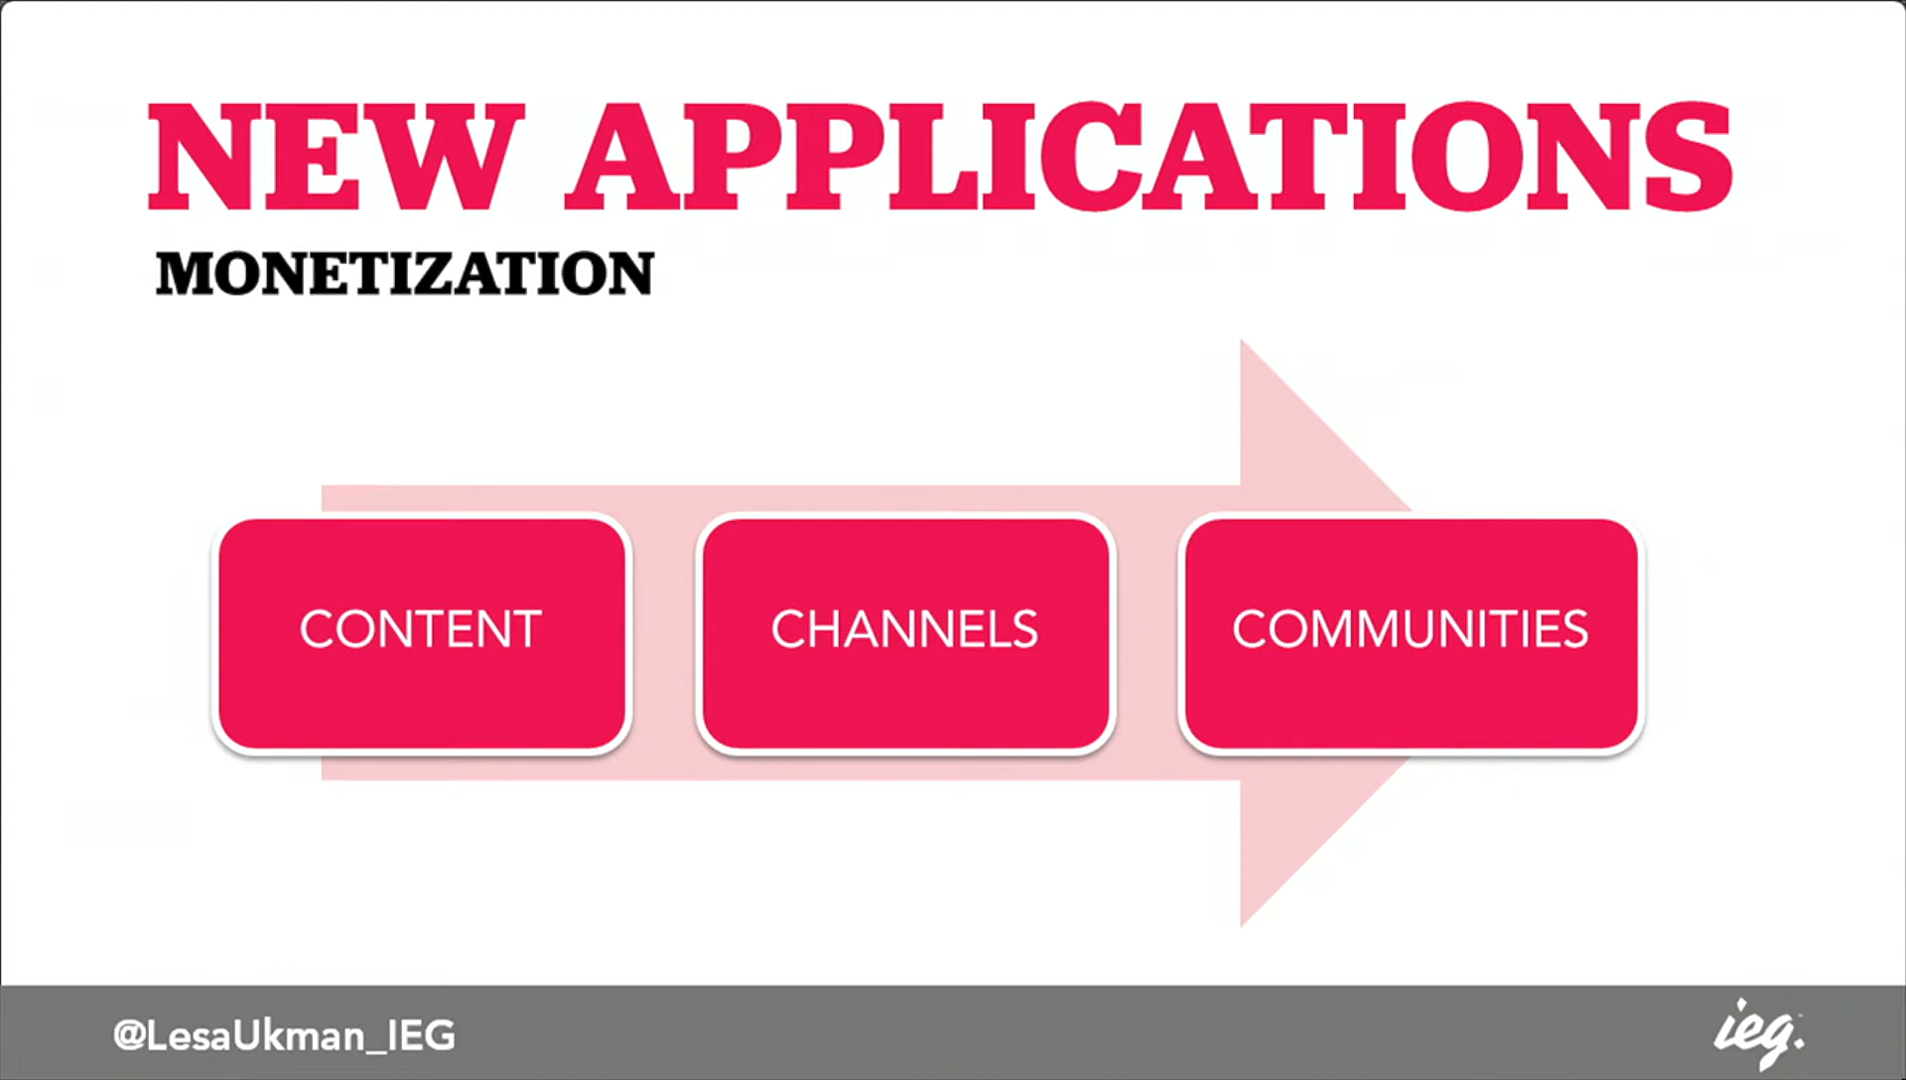 NEW APPLICATIONS
MONETIZATION
CONTENT
CHANNELS
COMMUNITIES
@LesaUkman_IEG
ieg.